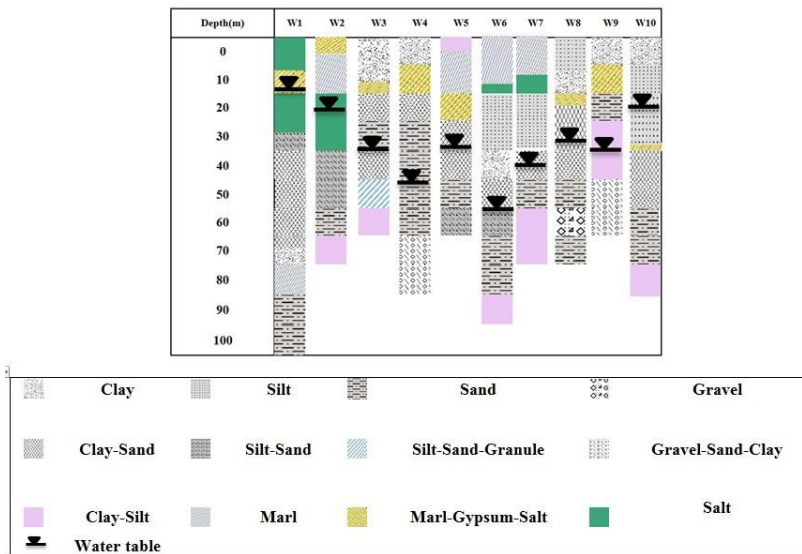 Depth(m) W1 W2 W3 W4 W5 W6 W7 W8 W9 W10
0
10
20
30
40
50
60
70
80
90
100
Clay Silt Sand Gravel
Clay-Sand Silt-Sand Silt-Sand-Granule Gravel-Sand-Clay
Clay-Silt Marl Marl-Gypsum-Salt Salt
Water table